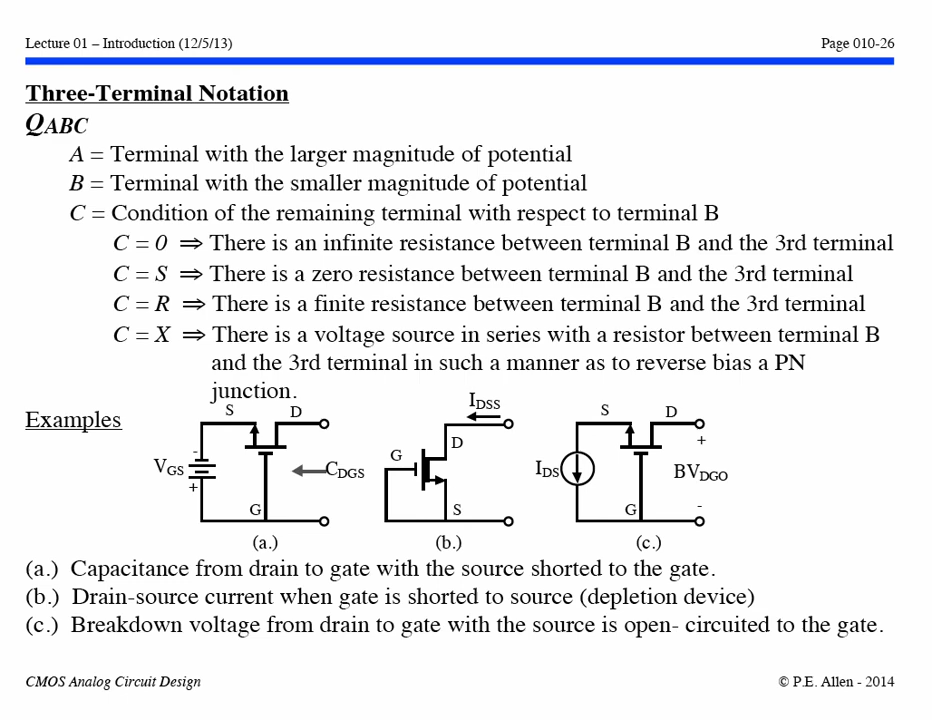 Lecture 01 – Introduction (12/5/13) Page 010-26
Three-Terminal Notation
QABC
A = Terminal with the larger magnitude of potential
B = Terminal with the smaller magnitude of potential
C = Condition of the remaining terminal with respect to terminal B
C = 0 ⇒ There is an infinite resistance between terminal B and the 3rd terminal
C = S ⇒ There is a zero resistance between terminal B and the 3rd terminal
C = R ⇒ There is a finite resistance between terminal B and the 3rd terminal
C = X ⇒ There is a voltage source in series with a resistor between terminal B
and the 3rd terminal in such a manner as to reverse bias a PN
junction.
Examples
S D
VGS
-
+
CDGS
G
(a.)
IDSS
D
G
S
(b.)
S D
IDS
+
BVDGO
-
G
(c.)
(a.) Capacitance from drain to gate with the source shorted to the gate.
(b.) Drain-source current when gate is shorted to source (depletion device)
(c.) Breakdown voltage from drain to gate with the source is open- circuited to the gate.
CMOS Analog Circuit Design © P.E. Allen - 2014